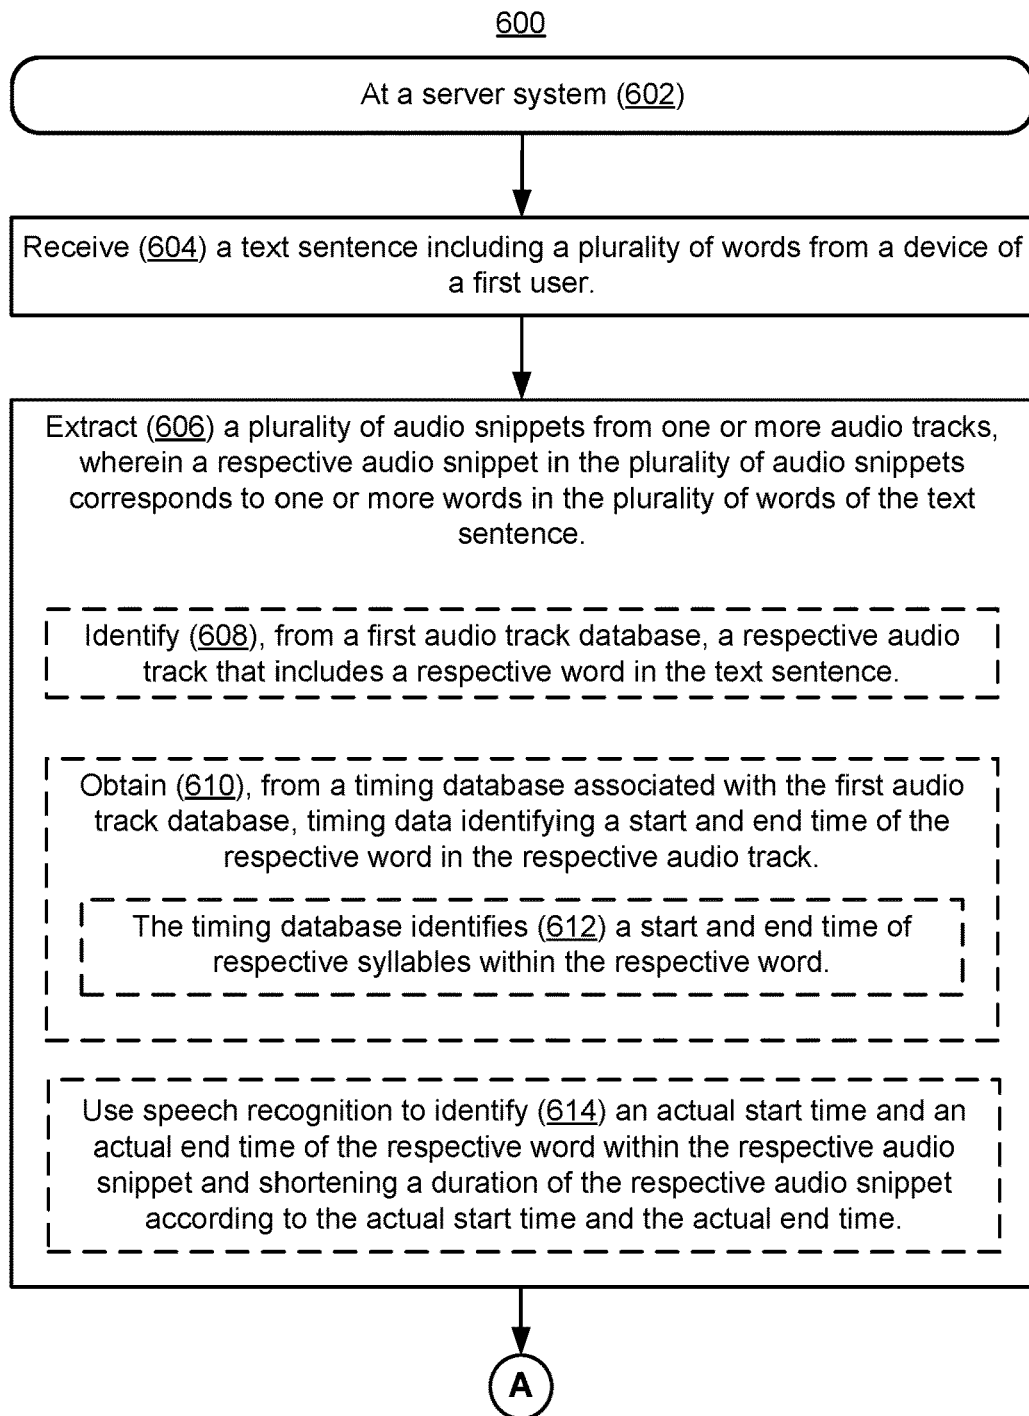 600
At a server system (602)
Receive (604) a text sentence including a plurality of words from a device of
a first user.
Extract (606) a plurality of audio snippets from one or more audio tracks,
wherein a respective audio snippet in the plurality of audio snippets
corresponds to one or more words in the plurality of words of the text
sentence.
Identify (608), from a first audio track database, a respective audio
track that includes a respective word in the text sentence.
Obtain (610), from a timing database associated with the first audio
track database, timing data identifying a start and end time of the
respective word in the respective audio track.
The timing database identifies (612) a start and end time of
respective syllables within the respective word.
Use speech recognition to identify (614) an actual start time and an
actual end time of the respective word within the respective audio
snippet and shortening a duration of the respective audio snippet
according to the actual start time and the actual end time.
A